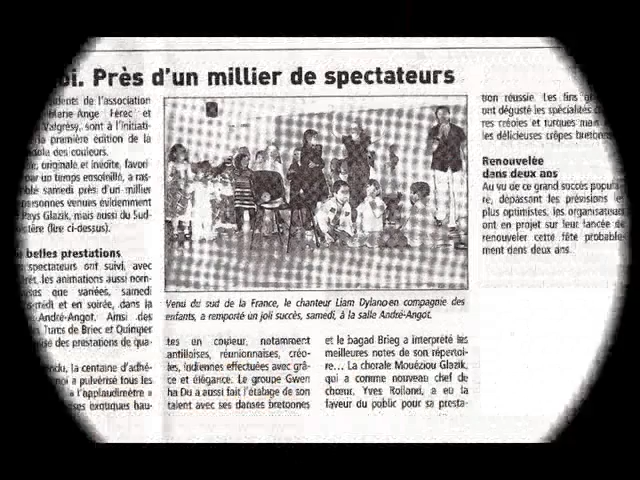 oi. Près d'un millier de spectateurs
dents de l'association
Marie-Ange Férec et
Valgrésy, sont à l'initiati-
la première édition de la
des couleurs.
originale et inédite, favori
par un temps ensoleillé, a ras-
samedi près d'un millier
personnes venues évidemment
Pays Glazik, mais aussi du Sud-
(lire ci-dessus).
belles prestations
spectateurs ont suivi, avec
les animations aussi nom-
que variées, samedi
et en soirée, dans la
André-Angot. Ainsi des
Turcs de Briec et Quimper
des prestations de qua-
la centaine d'adhé-
a pulvérisé tous les
« l'applaudimètre »
exotiques hau-
Venu du sud de la France, le chanteur Liam Dylano-en compagnie des
enfants, a remporté un joli succès, samedi, à la salle André-Angot.
tes en couleur, notamment
antillaises, réunionnaises, créo-
les, indiennes effectuées avec grâ-
ce et élégance. Le groupe Gwen
ha Du a aussi fait l'étalage de son
talent avec ses danses bretonnes
et le bagad Brieg a interprété les
meilleures notes de son répertoi-
re... La chorale Mouéziou Glazik,
qui a comme nouveau chef de
chœur, Yves Rolland, a eu la
faveur du public pour sa presta-
tion réussie. Les fins
ont dégusté les spécialités
créoles et turques mais
les délicieuses crêpes
Renouvelée
dans deux ans
Au vu de ce grand succès popula-
re, dépassant les prévisions
plus optimistes, les organisateurs
ont en projet sur leur lancée de
renouveler cette fête probable-
ment dans deux ans.